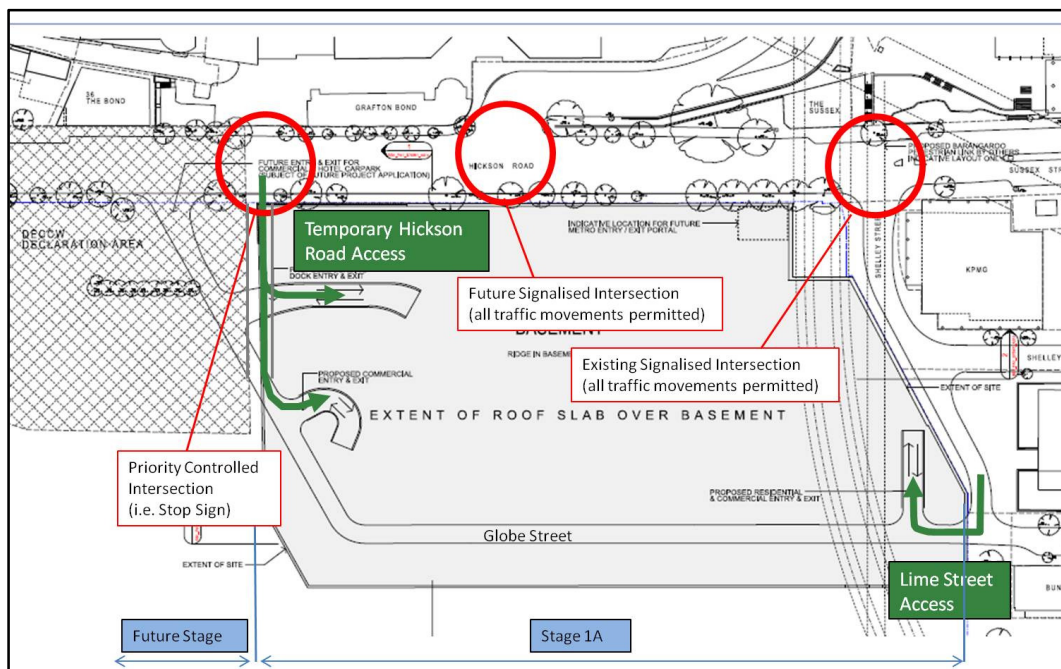 36
THE BOND
GRAFTON BOND
THE
SUSSEX
PROPOSED BARANGAROO
PEDESTRIAN LINK BY OTHERS
INDICATIVE LAYOUT ONLY
SUSSEX STR
HICKSON ROAD
FUTURE ENTRY & EXIT FOR
COMMERCIAL / HOTEL CARPARK
(SUBJECT OF FUTURE PROJECT APPLICATION)
DECCW
DECLARATION AREA
Temporary Hickson
Road Access
DOCK ENTRY & EXIT
INDICATIVE LOCATION FOR FUTURE
METRO ENTRY / EXIT PORTAL
SHELLEY STREET
KPMG
Future Signalised Intersection
(all traffic movements permitted)
BASEMENT
RIDGE IN BASEM
Existing Signalised Intersection
(all traffic movements permitted)
SHELLEY
EXTENT OF SITE
PROPOSED COMMERCIAL
ENTRY & EXIT
EXTENT OF ROOF SLAB OVER BASEMENT
Priority Controlled
Intersection
(i.e. Stop Sign)
PROPOSED RESIDENTIAL
& COMMERCIAL ENTRY & EXIT
Globe Street
EXTENT OF SITE
Lime Street
Access
BUN
Future Stage
Stage 1A